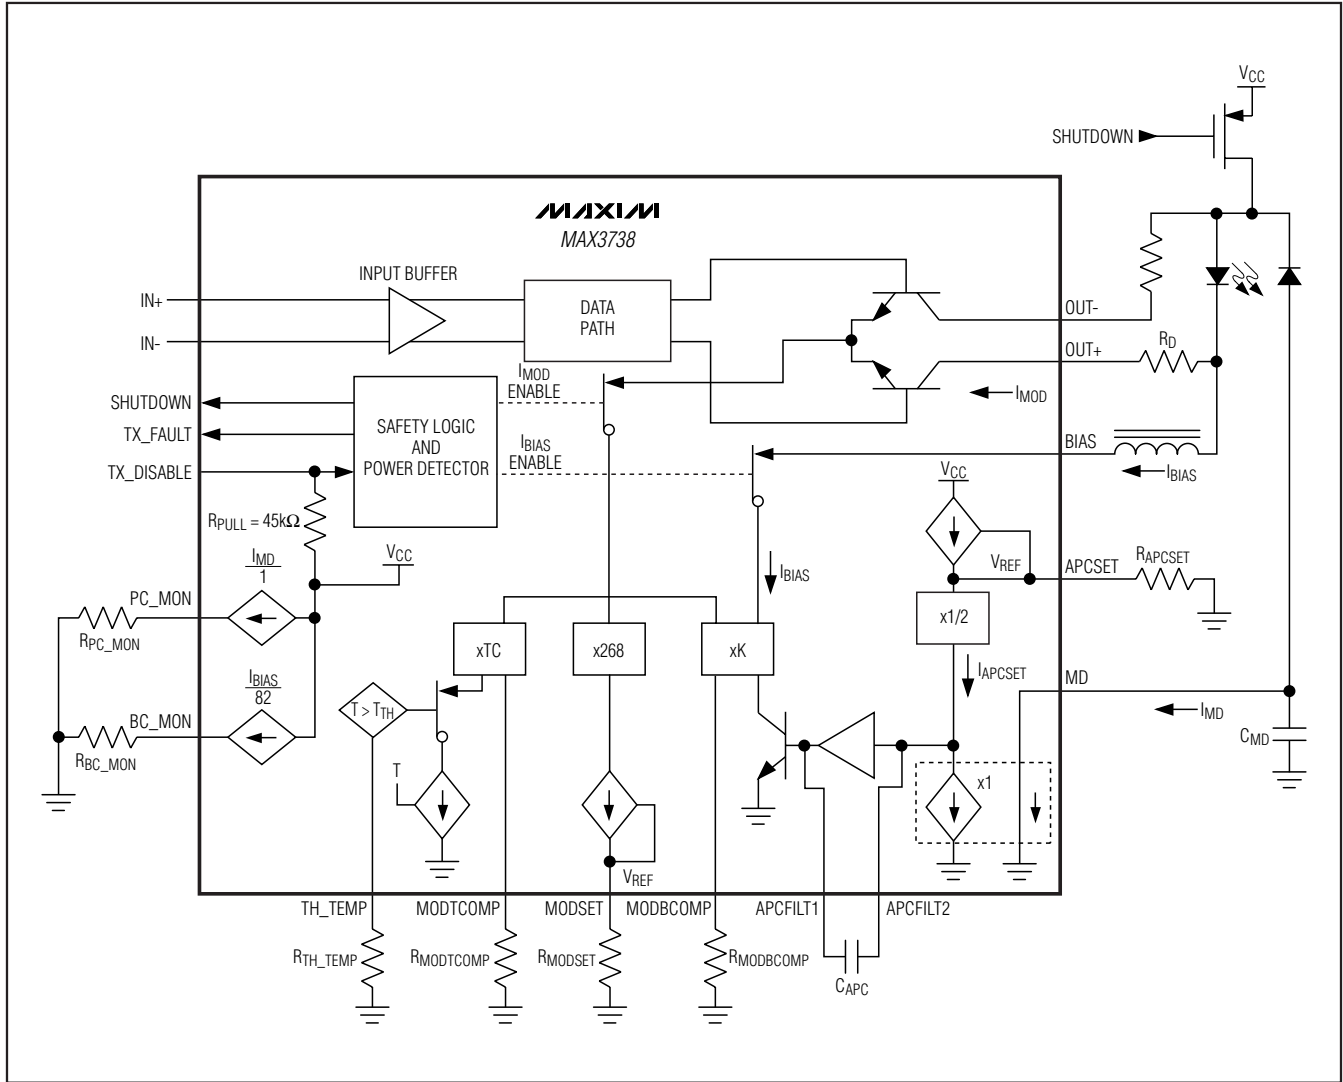 VCC
SHUTDOWN
MAXIM
MAX3738
INPUT BUFFER
IN+
DATA
PATH
OUT-
IN-
RD
OUT+
IMOD
ENABLE
IMOD
SHUTDOWN
SAFETY LOGIC
AND
POWER DETECTOR
TX_FAULT
IBIAS
ENABLE
BIAS
TX_DISABLE
IBIAS
VCC
RPULL = 45kΩ
IMD
1
VCC
VREF
APCSET
RAPCSET
IBIAS
PC_MON
RPC_MON
x1/2
xTC
x268
xK
IAPCSET
MD
IBIAS
82
T > TTH
IMD
BC_MON
CMD
RBC_MON
T
x1
VREF
TH_TEMP
MODTCOMP
MODSET
MODBCOMP
APCFILT1
APCFILT2
RTH_TEMP
RMODTCOMP
RMODSET
RMODBCOMP
CAPC